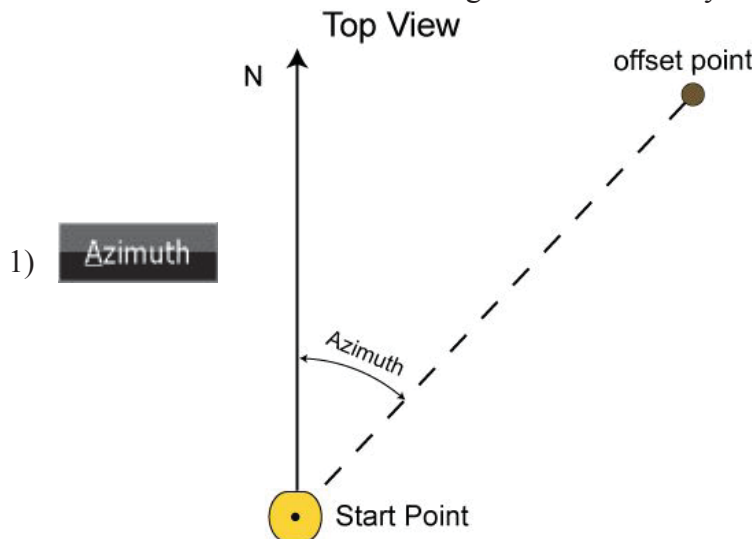 Top View
N
offset point
1)
Azimuth
Azimuth
Start Point